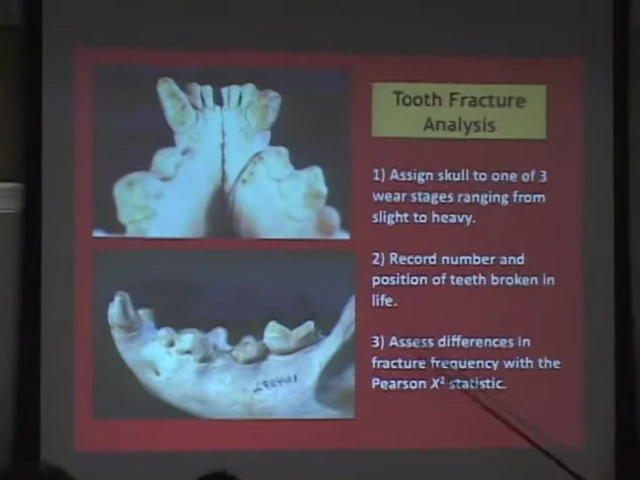 Tooth Fracture
Analysis
1) Assign skull to one of 3
wear stages ranging from
slight to heavy.
2) Record number and
position of teeth broken in
life.
3) Assess differences in
fracture frequency with the
Pearson X² statistic.